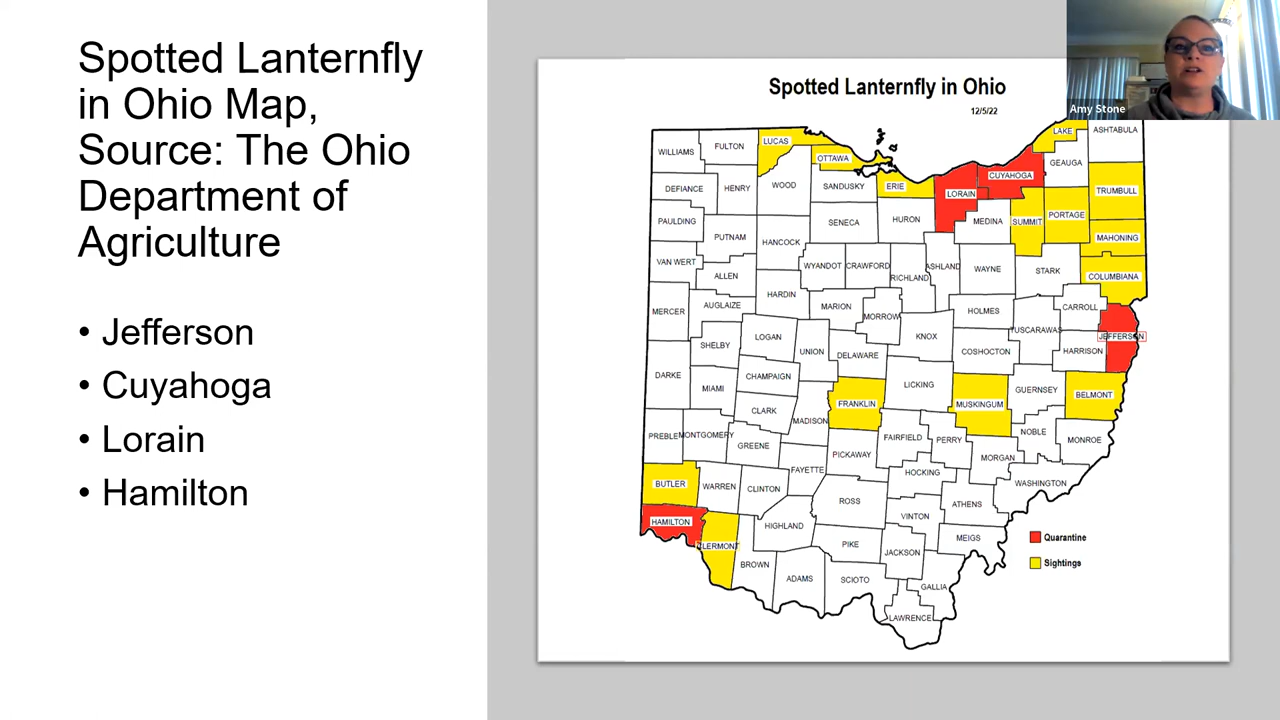 Spotted Lanternfly
in Ohio Map,
Source: The Ohio
Department of
Agriculture
• Jefferson
• Cuyahoga
• Lorain
• Hamilton
Amy Stone
Spotted Lanternfly in Ohio
12/5/22
WILLIAMS
FULTON
LUCAS
OTTAWA
LAKE
ASHTABULA
GEAUGA
CUYAHOGA
DEFIANCE
HENRY
WOOD
SANDUSKY
ERIE
LORAIN
TRUMBULL
PAULDING
SENECA
HURON
MEDINA
SUMMIT
PORTAGE
PUTNAM
HANCOCK
MAHONING
VAN WERT
ALLEN
WYANDOT
CRAWFORD
RICHLAND
ASHLAND
WAYNE
STARK
COLUMBIANA
MERCER
AUGLAIZE
HARDIN
MARION
MORROW
HOLMES
TUSCARAWAS
CARROLL
JEFFERSON
SHELBY
LOGAN
UNION
DELAWARE
KNOX
COSHOCTON
HARRISON
DARKE
MIAMI
CHAMPAIGN
LICKING
GUERNSEY
BELMONT
CLARK
MADISON
FRANKLIN
MUSKINGUM
PREBLE
MONTGOMERY
GREENE
FAIRFIELD
PERRY
NOBLE
MONROE
PICKAWAY
FAYETTE
HOCKING
MORGAN
WASHINGTON
BUTLER
WARREN
CLINTON
ROSS
ATHENS
HAMILTON
CLERMONT
HIGHLAND
VINTON
MEIGS
PIKE
JACKSON
BROWN
ADAMS
SCIOTO
GALLIA
LAWRENCE
Quarantine
Sightings